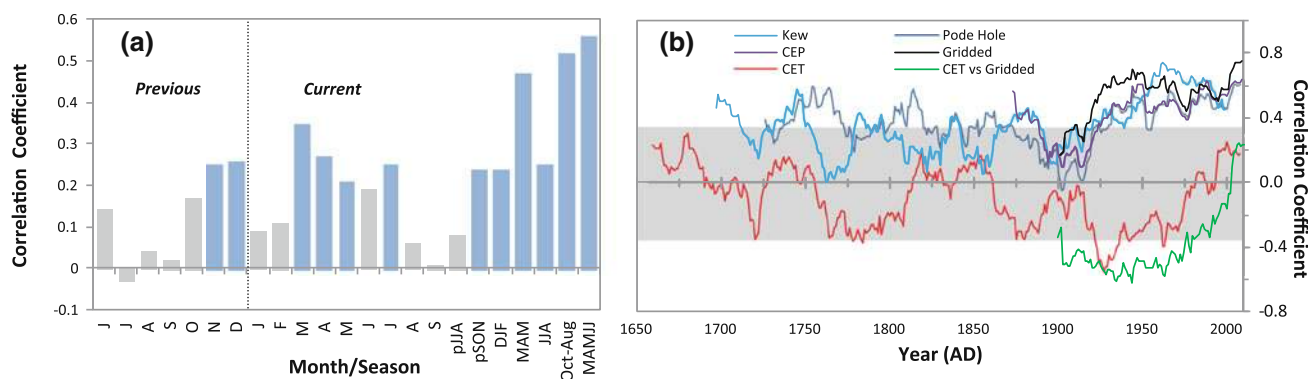 (a)
Previous
Current
Correlation Coefficient
0.6
0.5
0.4
0.3
0.2
0.1
0
-0.1
J J A S O N D J F M A M J J A S pJJA pSON DJF MAM JJA Oct-Aug MAMJJ
Month/Season
(b)
Kew
CEP
CET
Pode Hole
Gridded
CET vs Gridded
0.8
0.4
0.0
-0.4
-0.8
Correlation Coefficient
1650 1700 1750 1800 1850 1900 1950 2000
Year (AD)